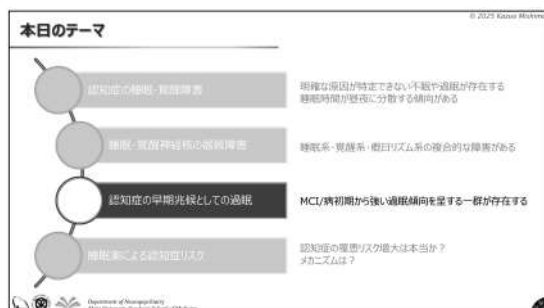 © 2025 Kazuo Mishima
本日のテーマ
認知症の睡眠・覚醒障害
明確な原因が特定できない不眠や過眠が存在する
睡眠時間が昼夜に分散する傾向がある
睡眠・覚醒神経核の器質障害
睡眠系・覚醒系・概日リズム系の複合的な障害がある
認知症の早期兆候としての過眠
MCI/病初期から強い過眠傾向を呈する一群が存在する
睡眠薬による認知症リスク
認知症の罹患リスク増大は本当か？
メカニズムは？
Department of Neuropsychiatry